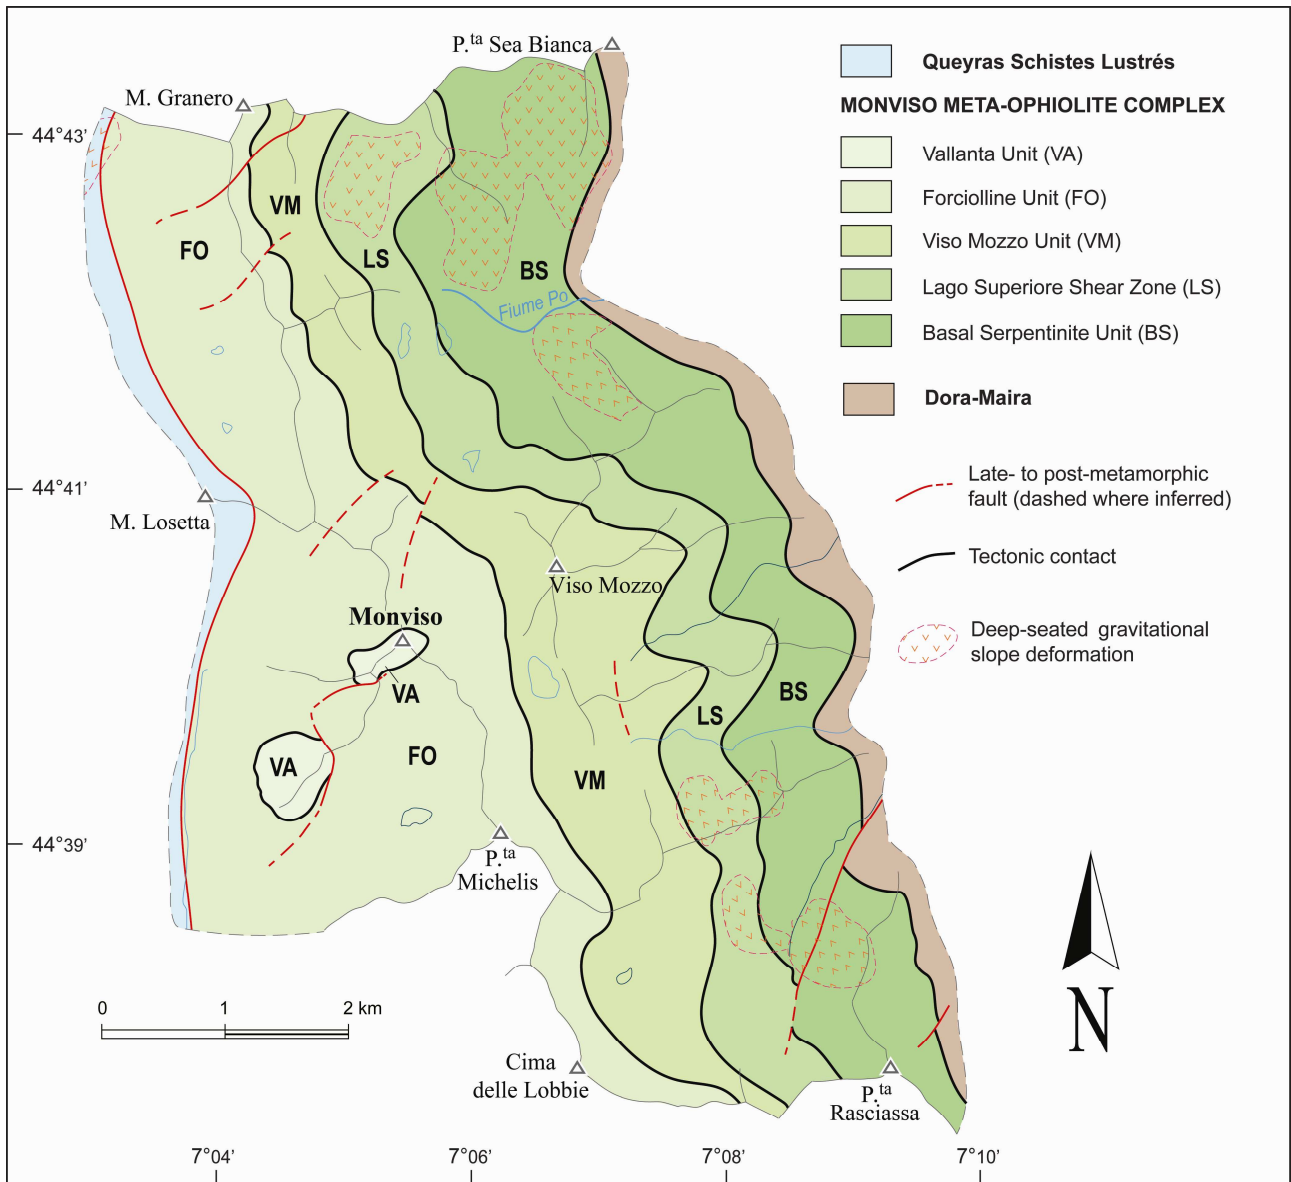 P.ta Sea Bianca
M. Granero
44°43’
VM
FO
LS
BS
Fiume Po
44°41’
M. Losetta
Viso Mozzo
Monviso
VA
BS
LS
FO
VA
VM
44°39’
P.ta
Michelis
0 1 2 km
Cima
delle Lobbie
P.ta
Rasciassa
7°04’ 7°06’ 7°08’ 7°10’
Queyras Schistes Lustrés
MONVISO META-OPHIOLITE COMPLEX
Vallanta Unit (VA)
Forciolline Unit (FO)
Viso Mozzo Unit (VM)
Lago Superiore Shear Zone (LS)
Basal Serpentinite Unit (BS)
Dora-Maira
Late- to post-metamorphic
fault (dashed where inferred)
Tectonic contact
Deep-seated gravitational
slope deformation
N